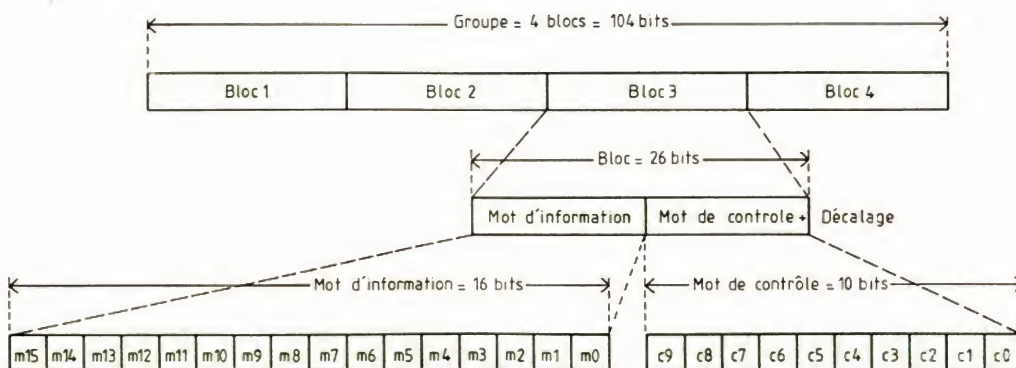 Groupe = 4 blocs = 104 bits
Bloc 1 Bloc 2 Bloc 3 Bloc 4
Bloc = 26 bits
Mot d'information Mot de controle + Décalage
Mot d'information = 16 bits Mot de contrôle = 10 bits
m15 m14 m13 m12 m11 m10 m9 m8 m7 m6 m5 m4 m3 m2 m1 m0 c9 c8 c7 c6 c5 c4 c3 c2 c1 c0